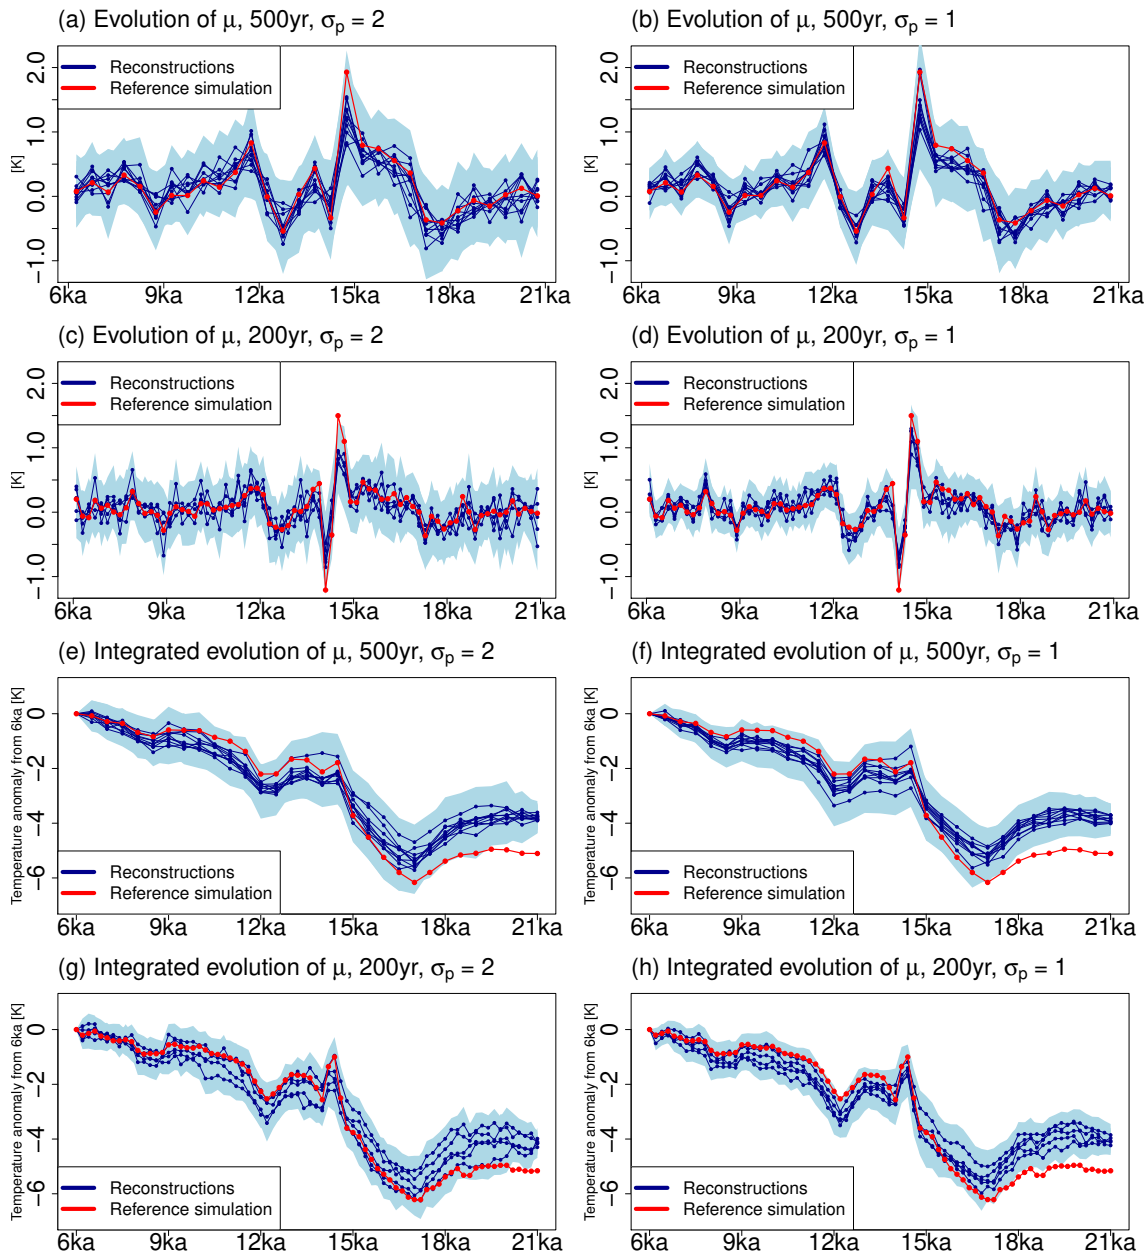 (a) Evolution of μ, 500yr, σp = 2
[K]
2.0
1.0
0.0
−1.0
Reconstructions
Reference simulation
6ka 9ka 12ka 15ka 18ka 21ka
(b) Evolution of μ, 500yr, σp = 1
[K]
2.0
1.0
0.0
−1.0
Reconstructions
Reference simulation
6ka 9ka 12ka 15ka 18ka 21ka
(c) Evolution of μ, 200yr, σp = 2
[K]
2.0
1.0
0.0
−1.0
Reconstructions
Reference simulation
6ka 9ka 12ka 15ka 18ka 21ka
(d) Evolution of μ, 200yr, σp = 1
[K]
2.0
1.0
0.0
−1.0
Reconstructions
Reference simulation
6ka 9ka 12ka 15ka 18ka 21ka
(e) Integrated evolution of μ, 500yr, σp = 2
Temperature anomaly from 6ka [K]
0
−2
−4
−6
Reconstructions
Reference simulation
6ka 9ka 12ka 15ka 18ka 21ka
(f) Integrated evolution of μ, 500yr, σp = 1
Temperature anomaly from 6ka [K]
0
−2
−4
−6
Reconstructions
Reference simulation
6ka 9ka 12ka 15ka 18ka 21ka
(g) Integrated evolution of μ, 200yr, σp = 2
Temperature anomaly from 6ka [K]
0
−2
−4
−6
Reconstructions
Reference simulation
6ka 9ka 12ka 15ka 18ka 21ka
(h) Integrated evolution of μ, 200yr, σp = 1
Temperature anomaly from 6ka [K]
0
−2
−4
−6
Reconstructions
Reference simulation
6ka 9ka 12ka 15ka 18ka 21ka